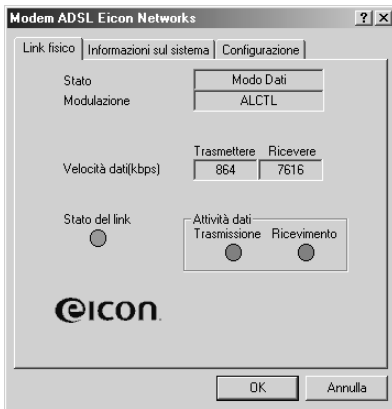 Modem ADSL Eicon Networks
Link fisico Informazioni sul sistema Configurazione
Stato Modo Dati
Modulazione ALCTL
Trasmettere Ricevere
Velocità dati(kbps) 864 7616
Stato del link Attività dati
Trasmissione Ricevimento
eicon.
OK Annulla